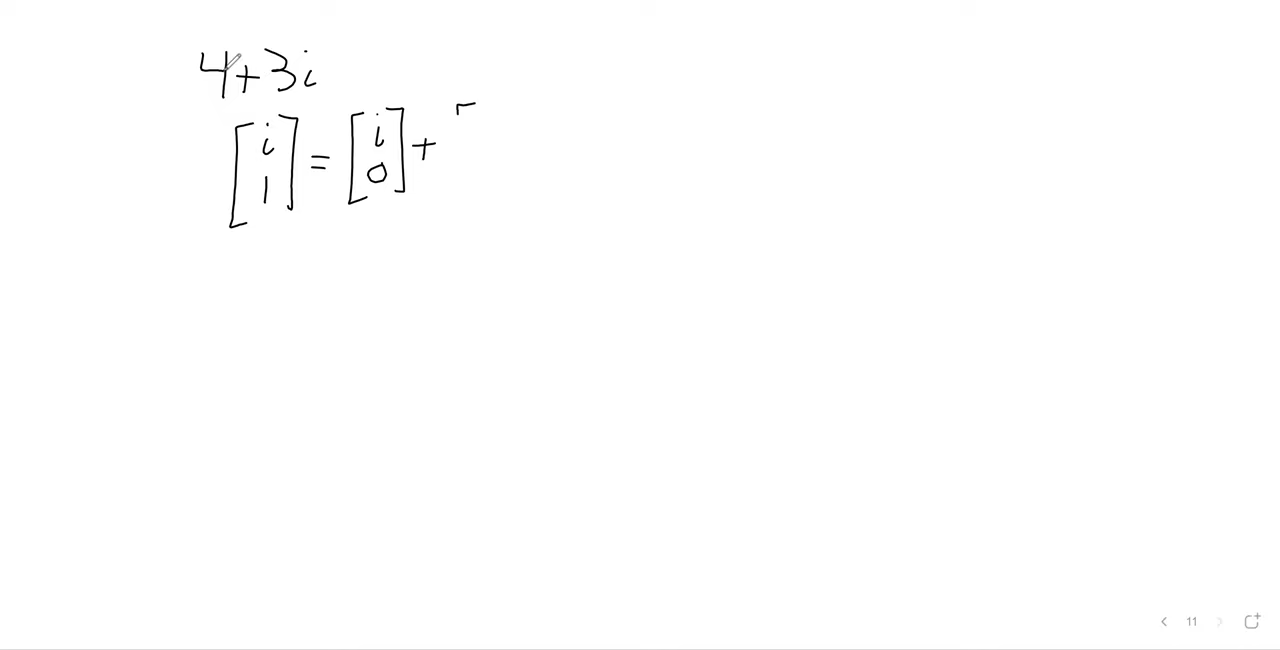 4+3i
[i 1] = [i 0] +
11